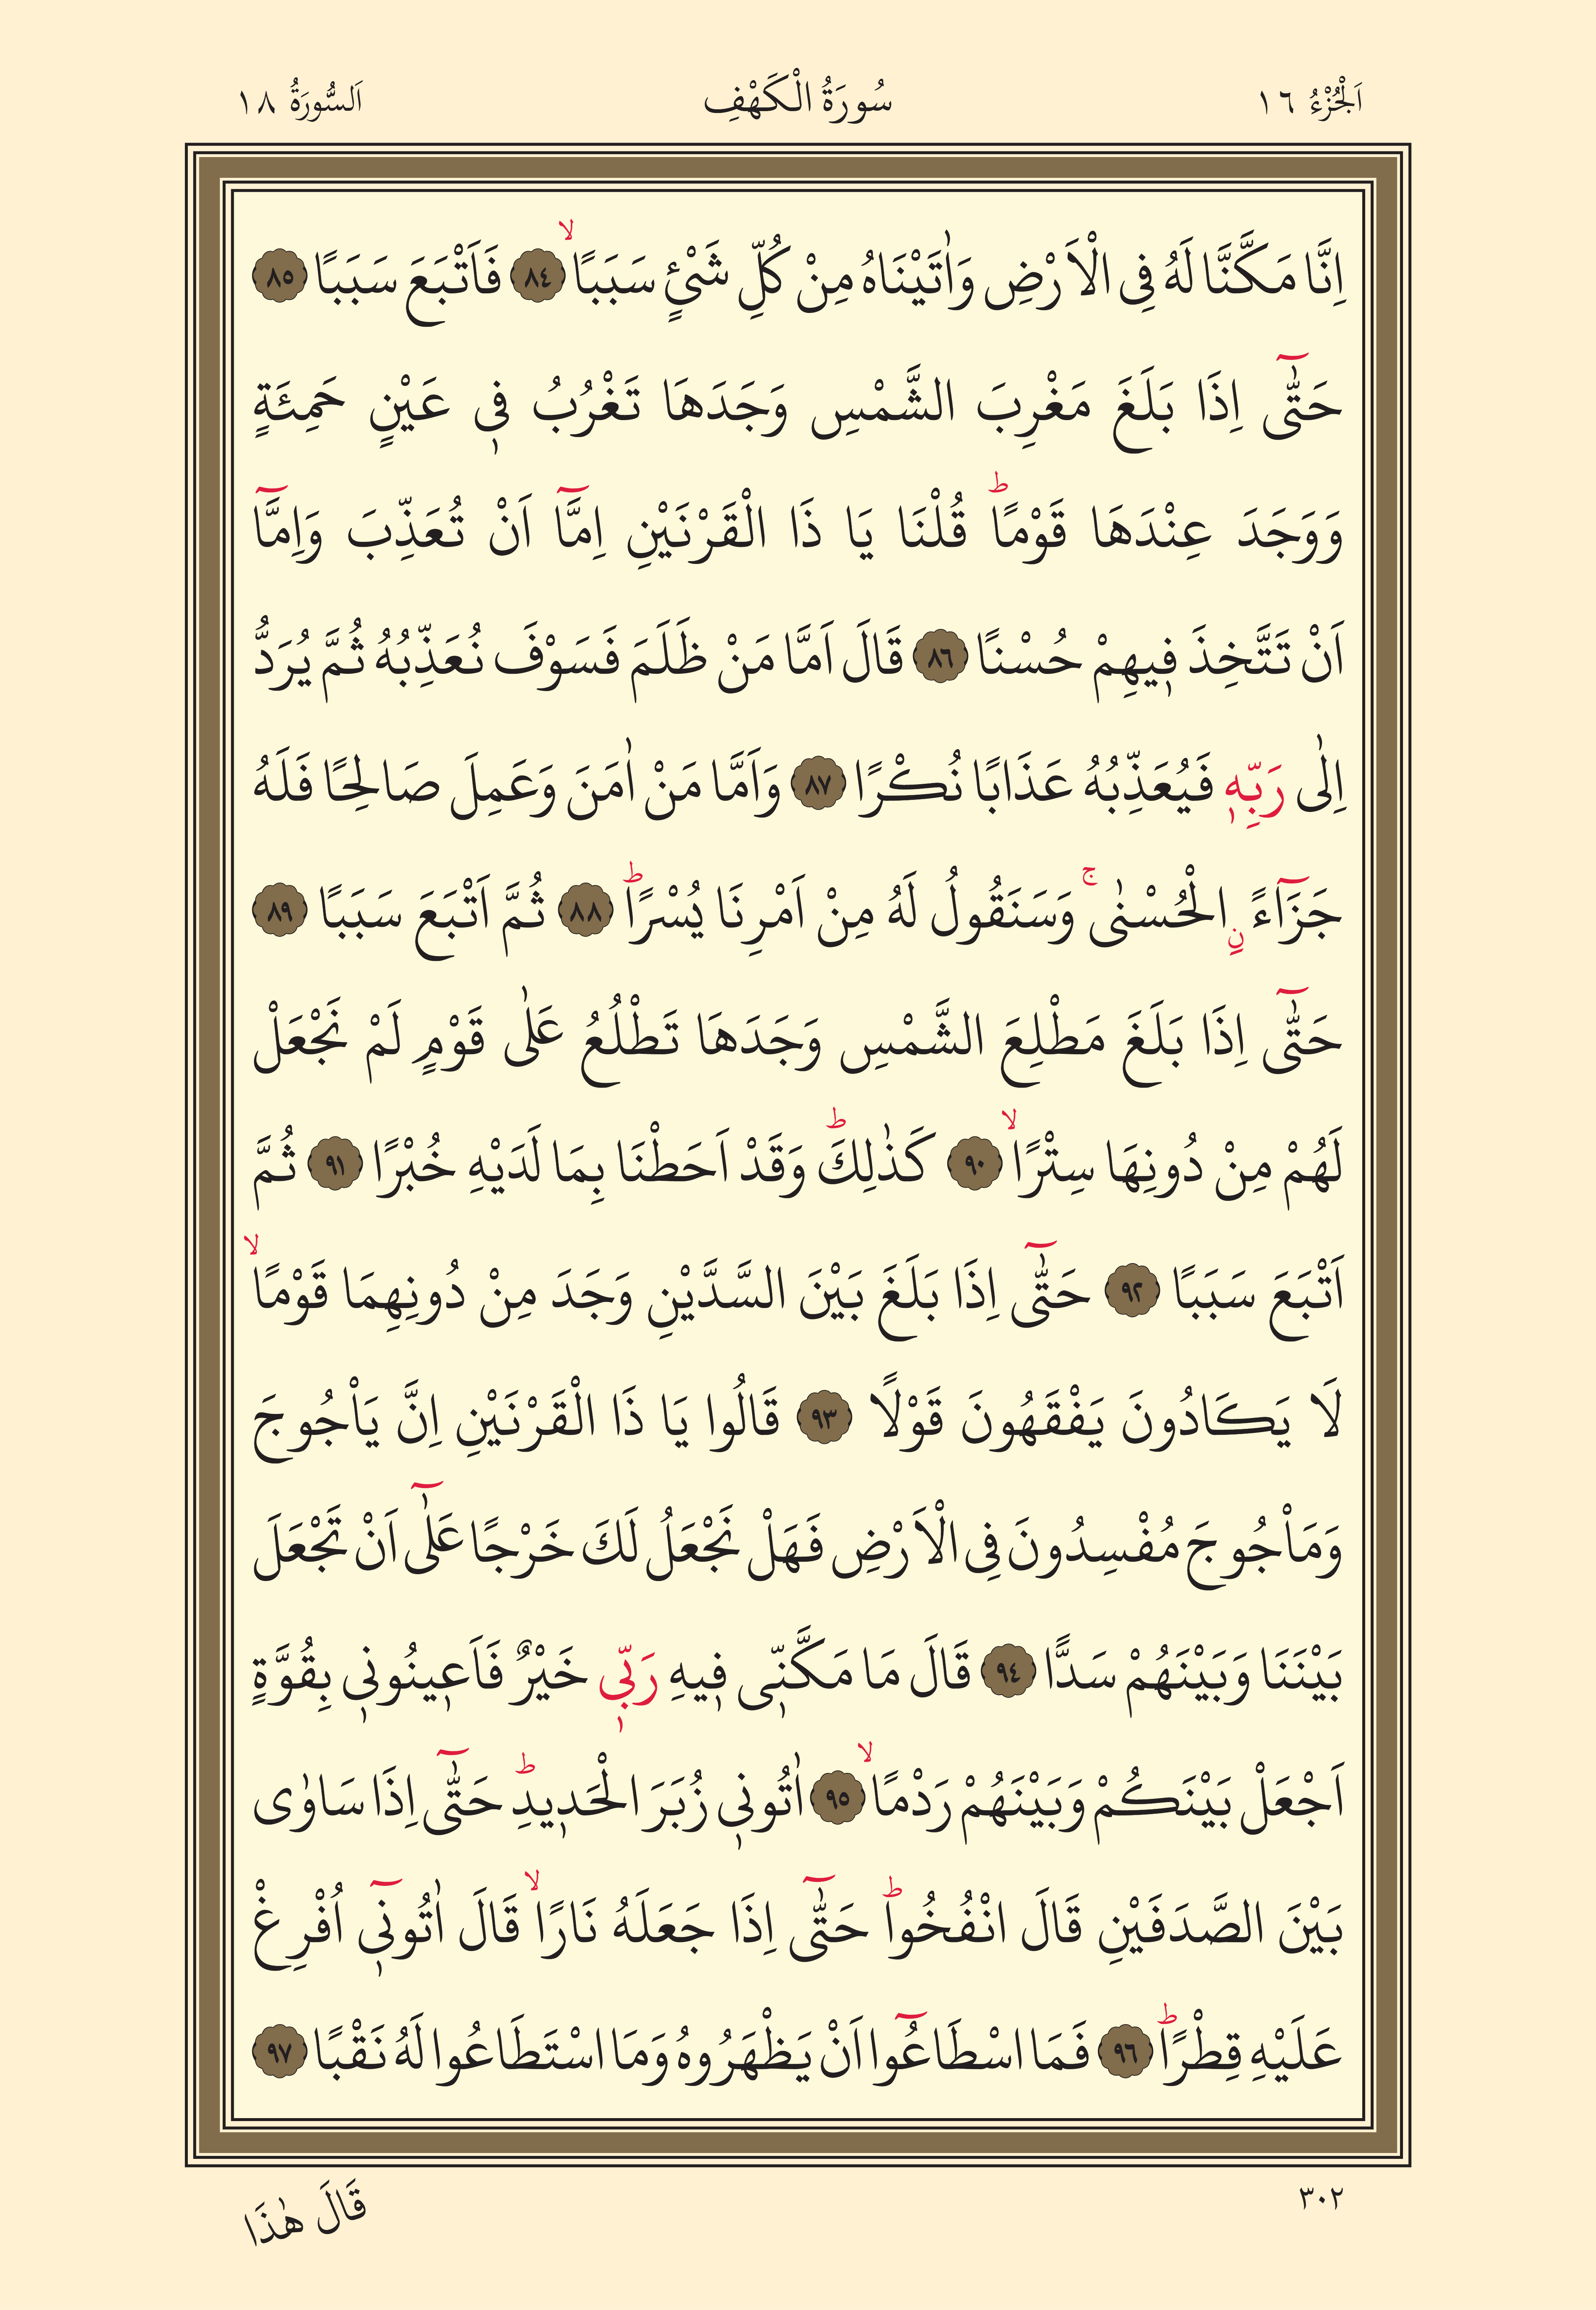 اَلْجُزْءُ ١٦
سُورَةُ الْكَهْفِ
اَلسُّورَةُ ١٨
اِنَّا مَكَّنَّا لَهُ فِى الْاَرْضِ وَاٰتَيْنَاهُ مِنْ كُلِّ شَىْءٍ سَبَبًاۙ ٨٤ فَاَتْبَعَ سَبَبًا ٨٥
حَتّٰٓى اِذَا بَلَغَ مَغْرِبَ الشَّمْسِ وَجَدَهَا تَغْرُبُ فٖى عَيْنٍ حَمِئَةٍ
وَوَجَدَ عِنْدَهَا قَوْمًاؕ قُلْنَا يَا ذَا الْقَرْنَيْنِ اِمَّٓا اَنْ تُعَذِّبَ وَاِمَّٓا
اَنْ تَتَّخِذَ فٖيهِمْ حُسْنًا ٨٦ قَالَ اَمَّا مَنْ ظَلَمَ فَسَوْفَ نُعَذِّبُهُ ثُمَّ يُرَدُّ
اِلٰى رَبِّهٖ فَيُعَذِّبُهُ عَذَابًا نُكْرًا ٨٧ وَاَمَّا مَنْ اٰمَنَ وَعَمِلَ صَالِحًا فَلَهُ
جَزَٓاءًۨ الْحُسْنٰىۚ وَسَنَقُولُ لَهُ مِنْ اَمْرِنَا يُسْرًاؕ ٨٨ ثُمَّ اَتْبَعَ سَبَبًا ٨٩
حَتّٰٓى اِذَا بَلَغَ مَطْلِعَ الشَّمْسِ وَجَدَهَا تَطْلُعُ عَلٰى قَوْمٍ لَمْ نَجْعَلْ
لَهُمْ مِنْ دُونِهَا سِتْرًاۙ ٩٠ كَذٰلِكَؕ وَقَدْ اَحَطْنَا بِمَا لَدَيْهِ خُبْرًا ٩١ ثُمَّ
اَتْبَعَ سَبَبًا ٩٢ حَتّٰٓى اِذَا بَلَغَ بَيْنَ السَّدَّيْنِ وَجَدَ مِنْ دُونِهِمَا قَوْمًاۙ
لَا يَكَادُونَ يَفْقَهُونَ قَوْلًا ٩٣ قَالُوا يَا ذَا الْقَرْنَيْنِ اِنَّ يَاْجُوجَ
وَمَاْجُوجَ مُفْسِدُونَ فِى الْاَرْضِ فَهَلْ نَجْعَلُ لَكَ خَرْجًا عَلٰٓى اَنْ تَجْعَلَ
بَيْنَنَا وَبَيْنَهُمْ سَدًّا ٩٤ قَالَ مَا مَكَّنّٖى فٖيهِ رَبّٖى خَيْرٌ فَاَعٖينُونٖى بِقُوَّةٍ
اَجْعَلْ بَيْنَكُمْ وَبَيْنَهُمْ رَدْمًاۙ ٩٥ اٰتُونٖى زُبَرَ الْحَدٖيدِؕ حَتّٰٓى اِذَا سَاوٰى
بَيْنَ الصَّدَفَيْنِ قَالَ انْفُخُواؕ حَتّٰٓى اِذَا جَعَلَهُ نَارًاۙ قَالَ اٰتُونٖٓى اُفْرِغْ
عَلَيْهِ قِطْرًاؕ ٩٦ فَمَا اسْطَاعُٓوا اَنْ يَظْهَرُوهُ وَمَا اسْتَطَاعُوا لَهُ نَقْبًا ٩٧
٣٠٢
قَالَ هٰذَا